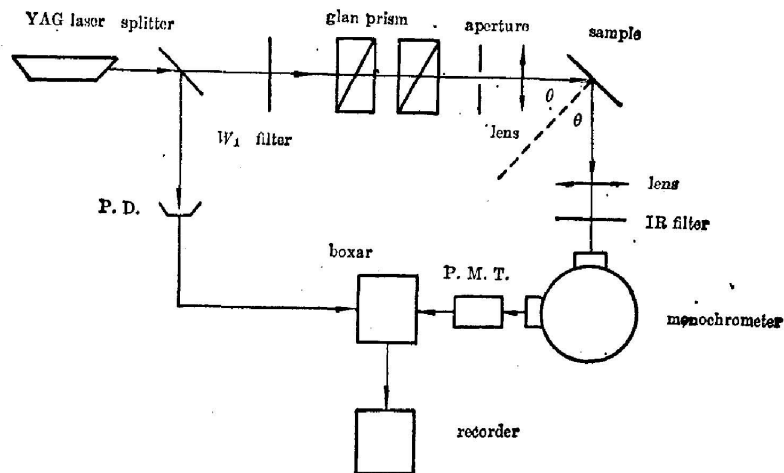 YAG laser splitter
glan prism
aperture
sample
W₁ filter
lens
θ
θ
lens
IR filter
P. D.
boxar
P. M. T.
monochrometer
recorder